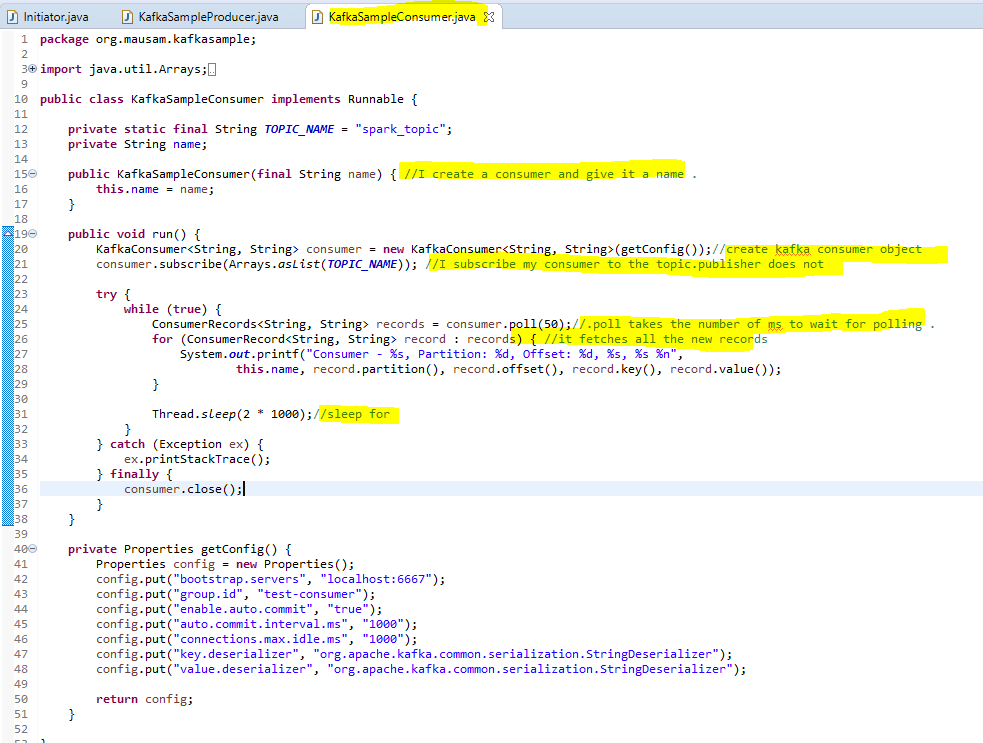 Initiator.java KafkaSampleProducer.java KafkaSampleConsumer.java
1 package org.mausam.kafkasample;
2
3 import java.util.Arrays;
9
10 public class KafkaSampleConsumer implements Runnable {
11
12 private static final String TOPIC_NAME = "spark_topic";
13 private String name;
14
15 public KafkaSampleConsumer(final String name) { //I create a consumer and give it a name .
16 this.name = name;
17 }
18
19 public void run() {
20 KafkaConsumer<String, String> consumer = new KafkaConsumer<String, String>(getConfig());//create kafka consumer object
21 consumer.subscribe(Arrays.asList(TOPIC_NAME)); //I subscribe my consumer to the topic.publisher does not
22
23 try {
24 while (true) {
25 ConsumerRecords<String, String> records = consumer.poll(50);//.poll takes the number of ms to wait for polling .
26 for (ConsumerRecord<String, String> record : records) { //it fetches all the new records
27 System.out.printf("Consumer - %s, Partition: %d, Offset: %d, %s, %s %n",
28 this.name, record.partition(), record.offset(), record.key(), record.value());
29 }
30
31 Thread.sleep(2 * 1000);//sleep for
32 }
33 } catch (Exception ex) {
34 ex.printStackTrace();
35 } finally {
36 consumer.close();
37 }
38 }
39
40 private Properties getConfig() {
41 Properties config = new Properties();
42 config.put("bootstrap.servers", "localhost:6667");
43 config.put("group.id", "test-consumer");
44 config.put("enable.auto.commit", "true");
45 config.put("auto.commit.interval.ms", "1000");
46 config.put("connections.max.idle.ms", "1000");
47 config.put("key.deserializer", "org.apache.kafka.common.serialization.StringDeserializer");
48 config.put("value.deserializer", "org.apache.kafka.common.serialization.StringDeserializer");
49
50 return config;
51 }
52